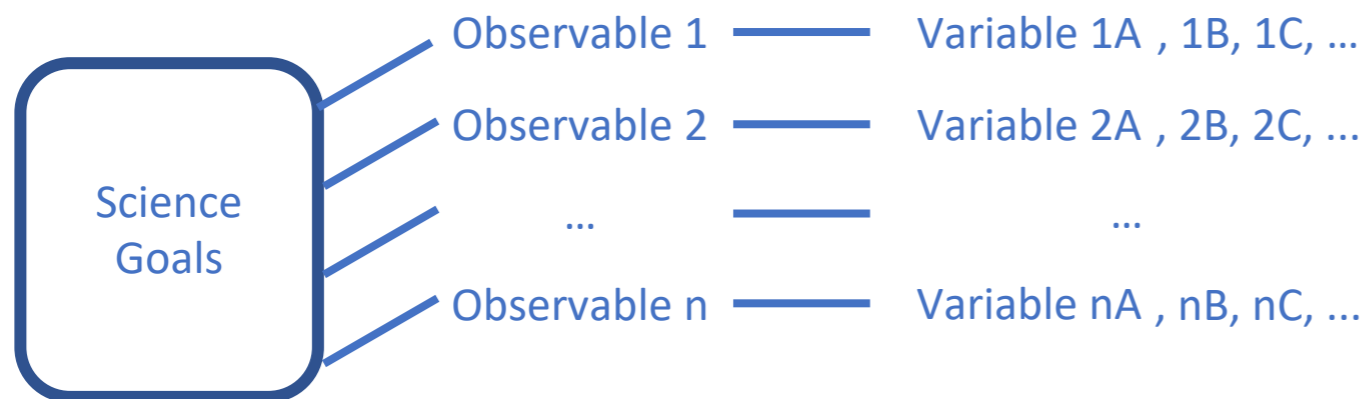 Observable 1 Variable 1A , 1B, 1C, ...
Observable 2 Variable 2A , 2B, 2C, ...
Science
Goals
... ...
Observable n Variable nA , nB, nC, ...